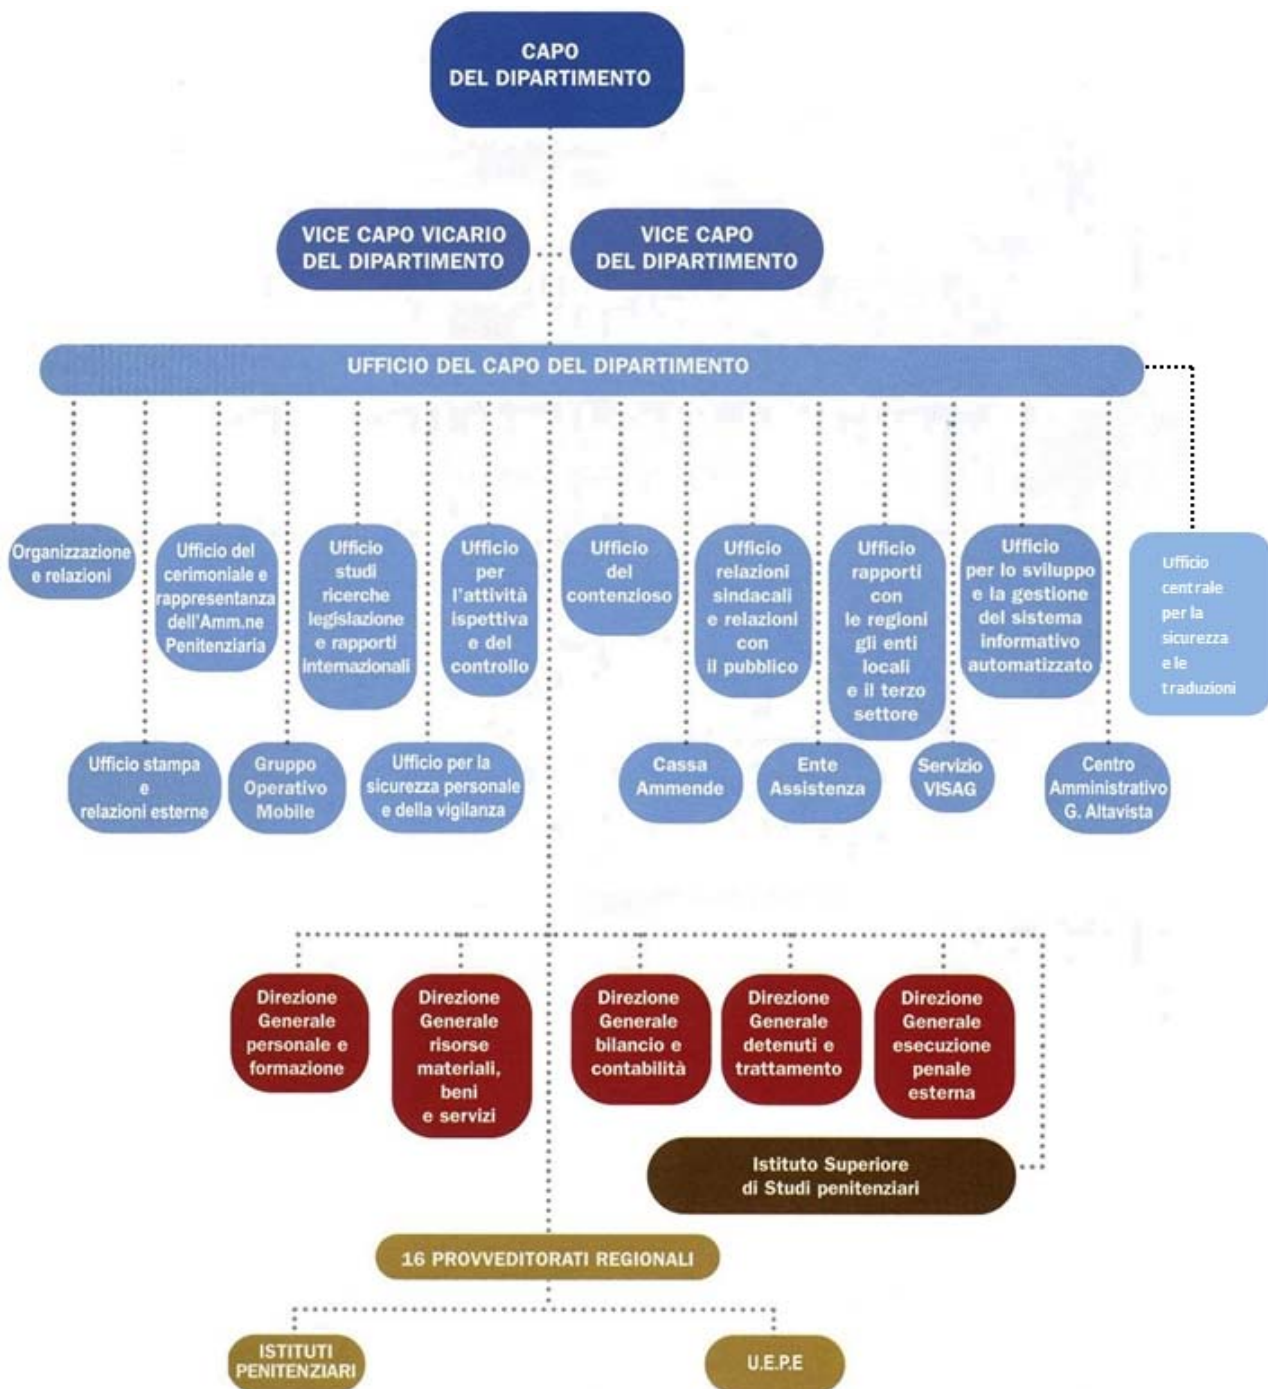 CAPO
DEL DIPARTIMENTO
VICE CAPO VICARIO
DEL DIPARTIMENTO
VICE CAPO
DEL DIPARTIMENTO
UFFICIO DEL CAPO DEL DIPARTIMENTO
Organizzazione
e relazioni
Ufficio del
cerimoniale e
rappresentanza
dell'Amm.ne
Penitenziaria
Ufficio
studi
ricerche
legislazione
e rapporti
internazionali
Ufficio
per
l'attività
ispettiva
e del
controllo
Ufficio
del
contenzioso
Ufficio
relazioni
sindacali
e relazioni
con
il pubblico
Ufficio
rapporti
con
le regioni
gli enti
locali
e il terzo
settore
Ufficio
per lo sviluppo
e la gestione
del sistema
informativo
automatizzato
Ufficio
centrale
per la
sicurezza
e le
traduzioni
Ufficio stampa
e
relazioni esterne
Gruppo
Operativo
Mobile
Ufficio per la
sicurezza personale
e della vigilanza
Cassa
Ammende
Ente
Assistenza
Servizio
VISAG
Centro
Amministrativo
G. Altavista
Direzione
Generale
personale e
formazione
Direzione
Generale
risorse
materiali,
beni
e servizi
Direzione
Generale
bilancio e
contabilità
Direzione
Generale
detenuti e
trattamento
Direzione
Generale
esecuzione
penale
esterna
Istituto Superiore
di Studi penitenziari
16 PROVVEDITORATI REGIONALI
ISTITUTI
PENITENZIARI
U.E.P.E